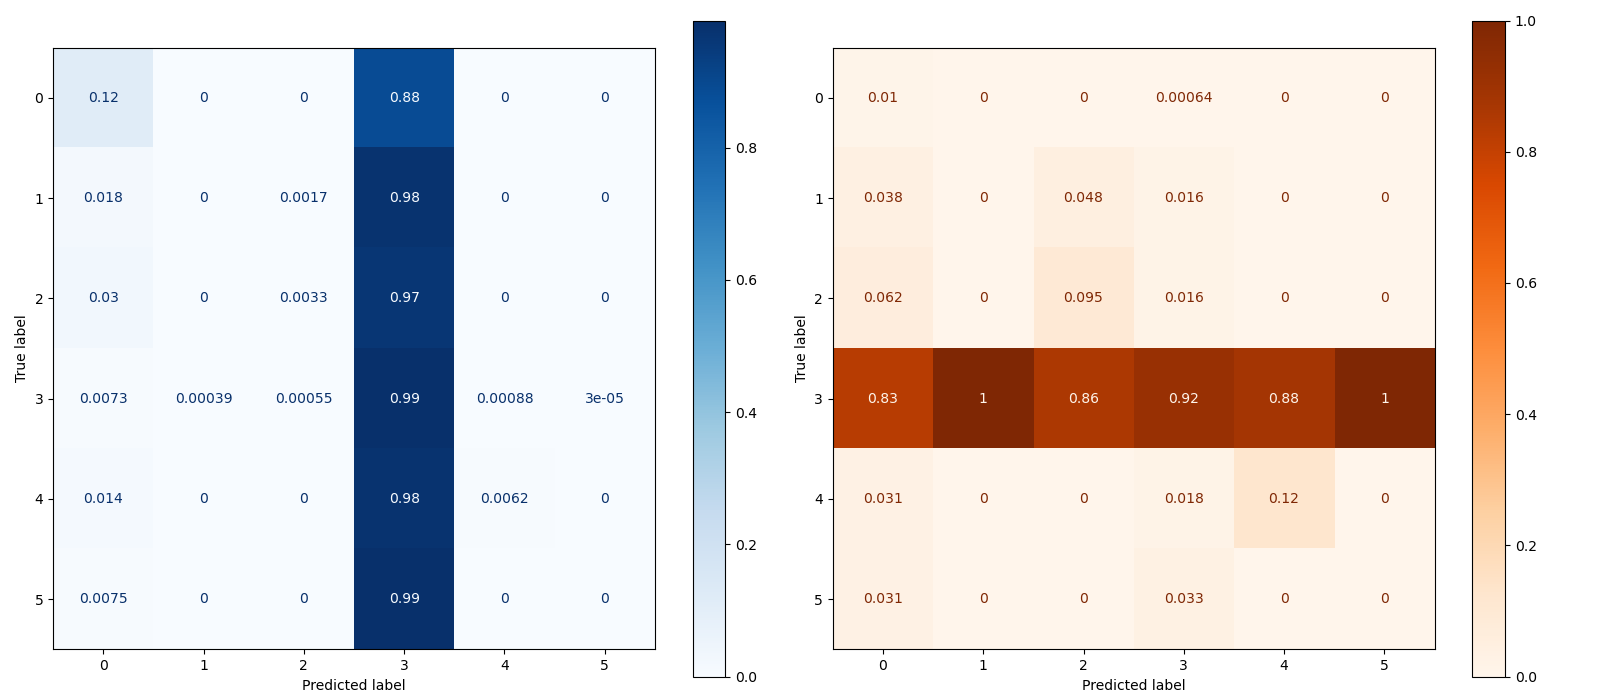 1.0
0 0.12 0 0 0.88 0 0
0 0.01 0 0 0.00064 0 0
0.8 0.8
1 0.018 0 0.0017 0.98 0 0
1 0.038 0 0.048 0.016 0 0
0.6 0.6
2 0.03 0 0.0033 0.97 0 0
2 0.062 0 0.095 0.016 0 0
True label
True label
3 0.0073 0.00039 0.00055 0.99 0.00088 3e-05
3 0.83 1 0.86 0.92 0.88 1
0.4 0.4
4 0.014 0 0 0.98 0.0062 0
4 0.031 0 0 0.018 0.12 0
0.2 0.2
5 0.0075 0 0 0.99 0 0
5 0.031 0 0 0.033 0 0
0 1 2 3 4 5
0 1 2 3 4 5
0.0 0.0
Predicted label
Predicted label